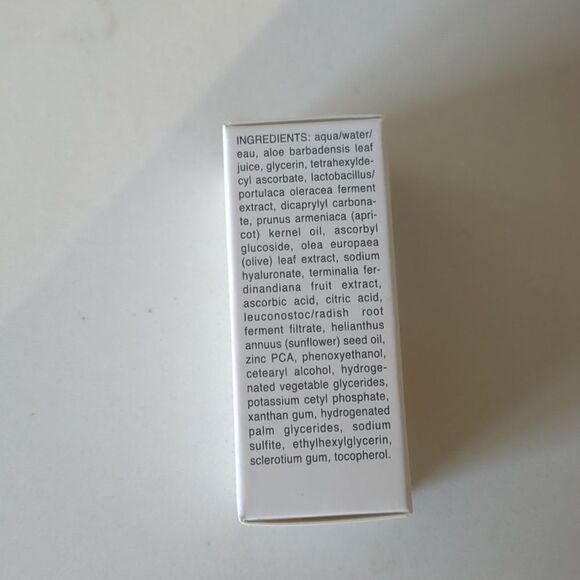 INGREDIENTS: aqua/water/
eau, aloe barbadensis leaf
juice, glycerin, tetrahexylde-
cyl ascorbate, lactobacillus/
portulaca oleracea ferment
extract, dicaprylyl carbona-
te, prunus armeniaca (apri-
cot) kernel oil, ascorbyl
glucoside, olea europaea
(olive) leaf extract, sodium
hyaluronate, terminalia fer-
dinandiana fruit extract,
ascorbic acid, citric acid,
leuconostoc/radish root
ferment filtrate, helianthus
annuus (sunflower) seed oil,
zinc PCA, phenoxyethanol,
cetearyl alcohol, hydroge-
nated vegetable glycerides,
potassium cetyl phosphate,
xanthan gum, hydrogenated
palm glycerides, sodium
sulfite, ethylhexylglycerin,
sclerotium gum, tocopherol.